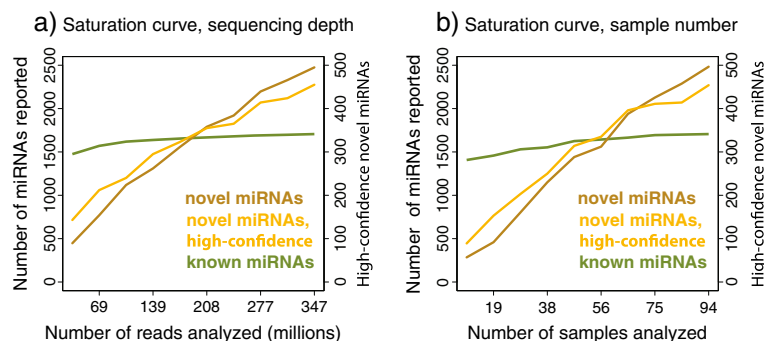 a) Saturation curve, sequencing depth
Number of miRNAs reported
2500
2000
1500
1000
500
0
500
400
300
200
100
0
High-confidence novel miRNAs
novel miRNAs
novel miRNAs,
high-confidence
known miRNAs
69 139 208 277 347
Number of reads analyzed (millions)
b) Saturation curve, sample number
Number of miRNAs reported
2500
2000
1500
1000
500
0
500
400
300
200
100
0
High-confidence novel miRNAs
novel miRNAs
novel miRNAs,
high-confidence
known miRNAs
19 38 56 75 94
Number of samples analyzed